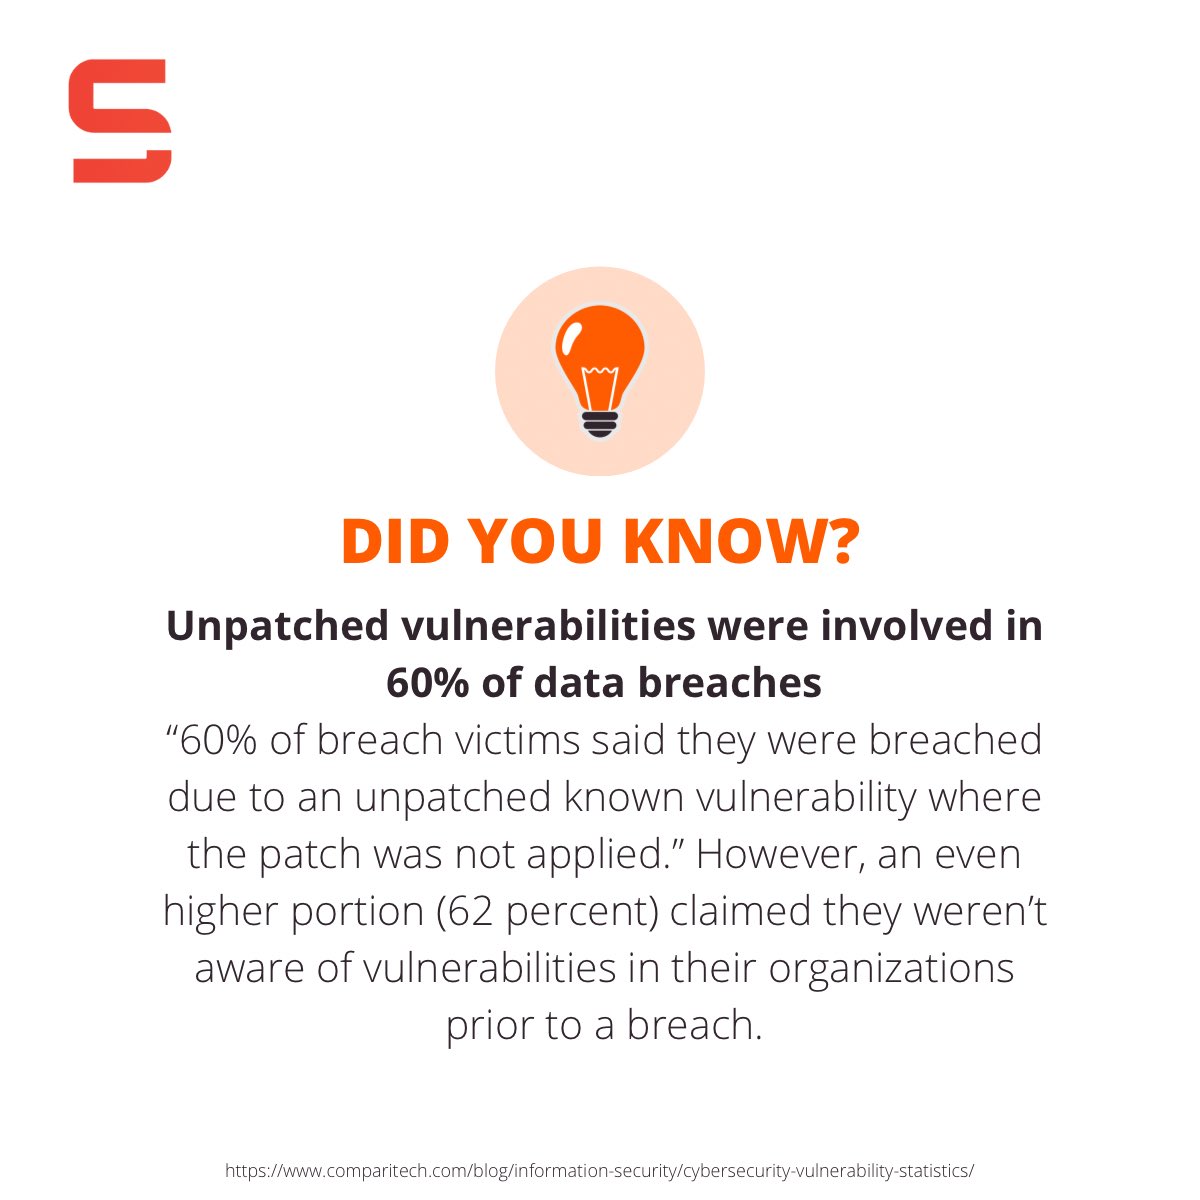 S
DID YOU KNOW?
Unpatched vulnerabilities were involved in
60% of data breaches
“60% of breach victims said they were breached
due to an unpatched known vulnerability where
the patch was not applied.” However, an even
higher portion (62 percent) claimed they weren’t
aware of vulnerabilities in their organizations
prior to a breach.
https://www.comparitech.com/blog/information-security/cybersecurity-vulnerability-statistics/